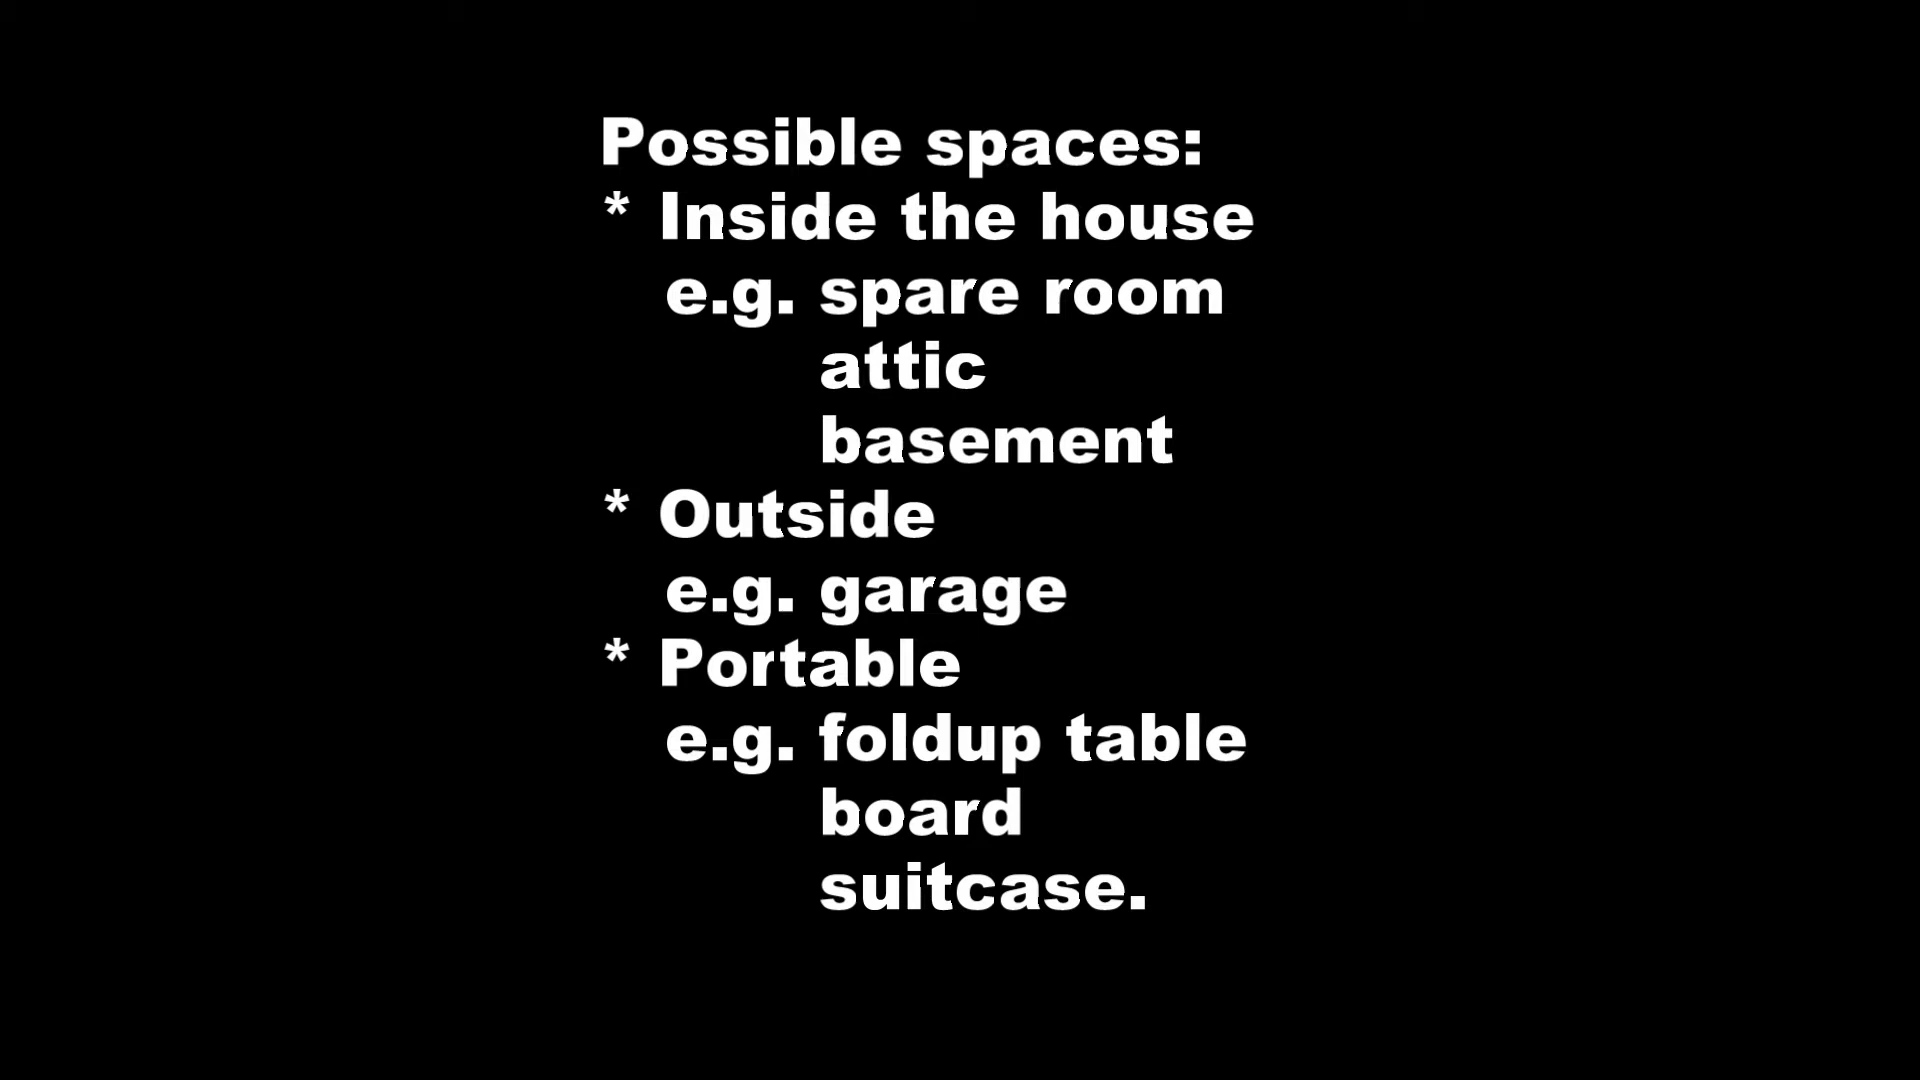 Possible spaces:
* Inside the house
e.g. spare room
attic
basement
* Outside
e.g. garage
* Portable
e.g. foldup table
board
suitcase.